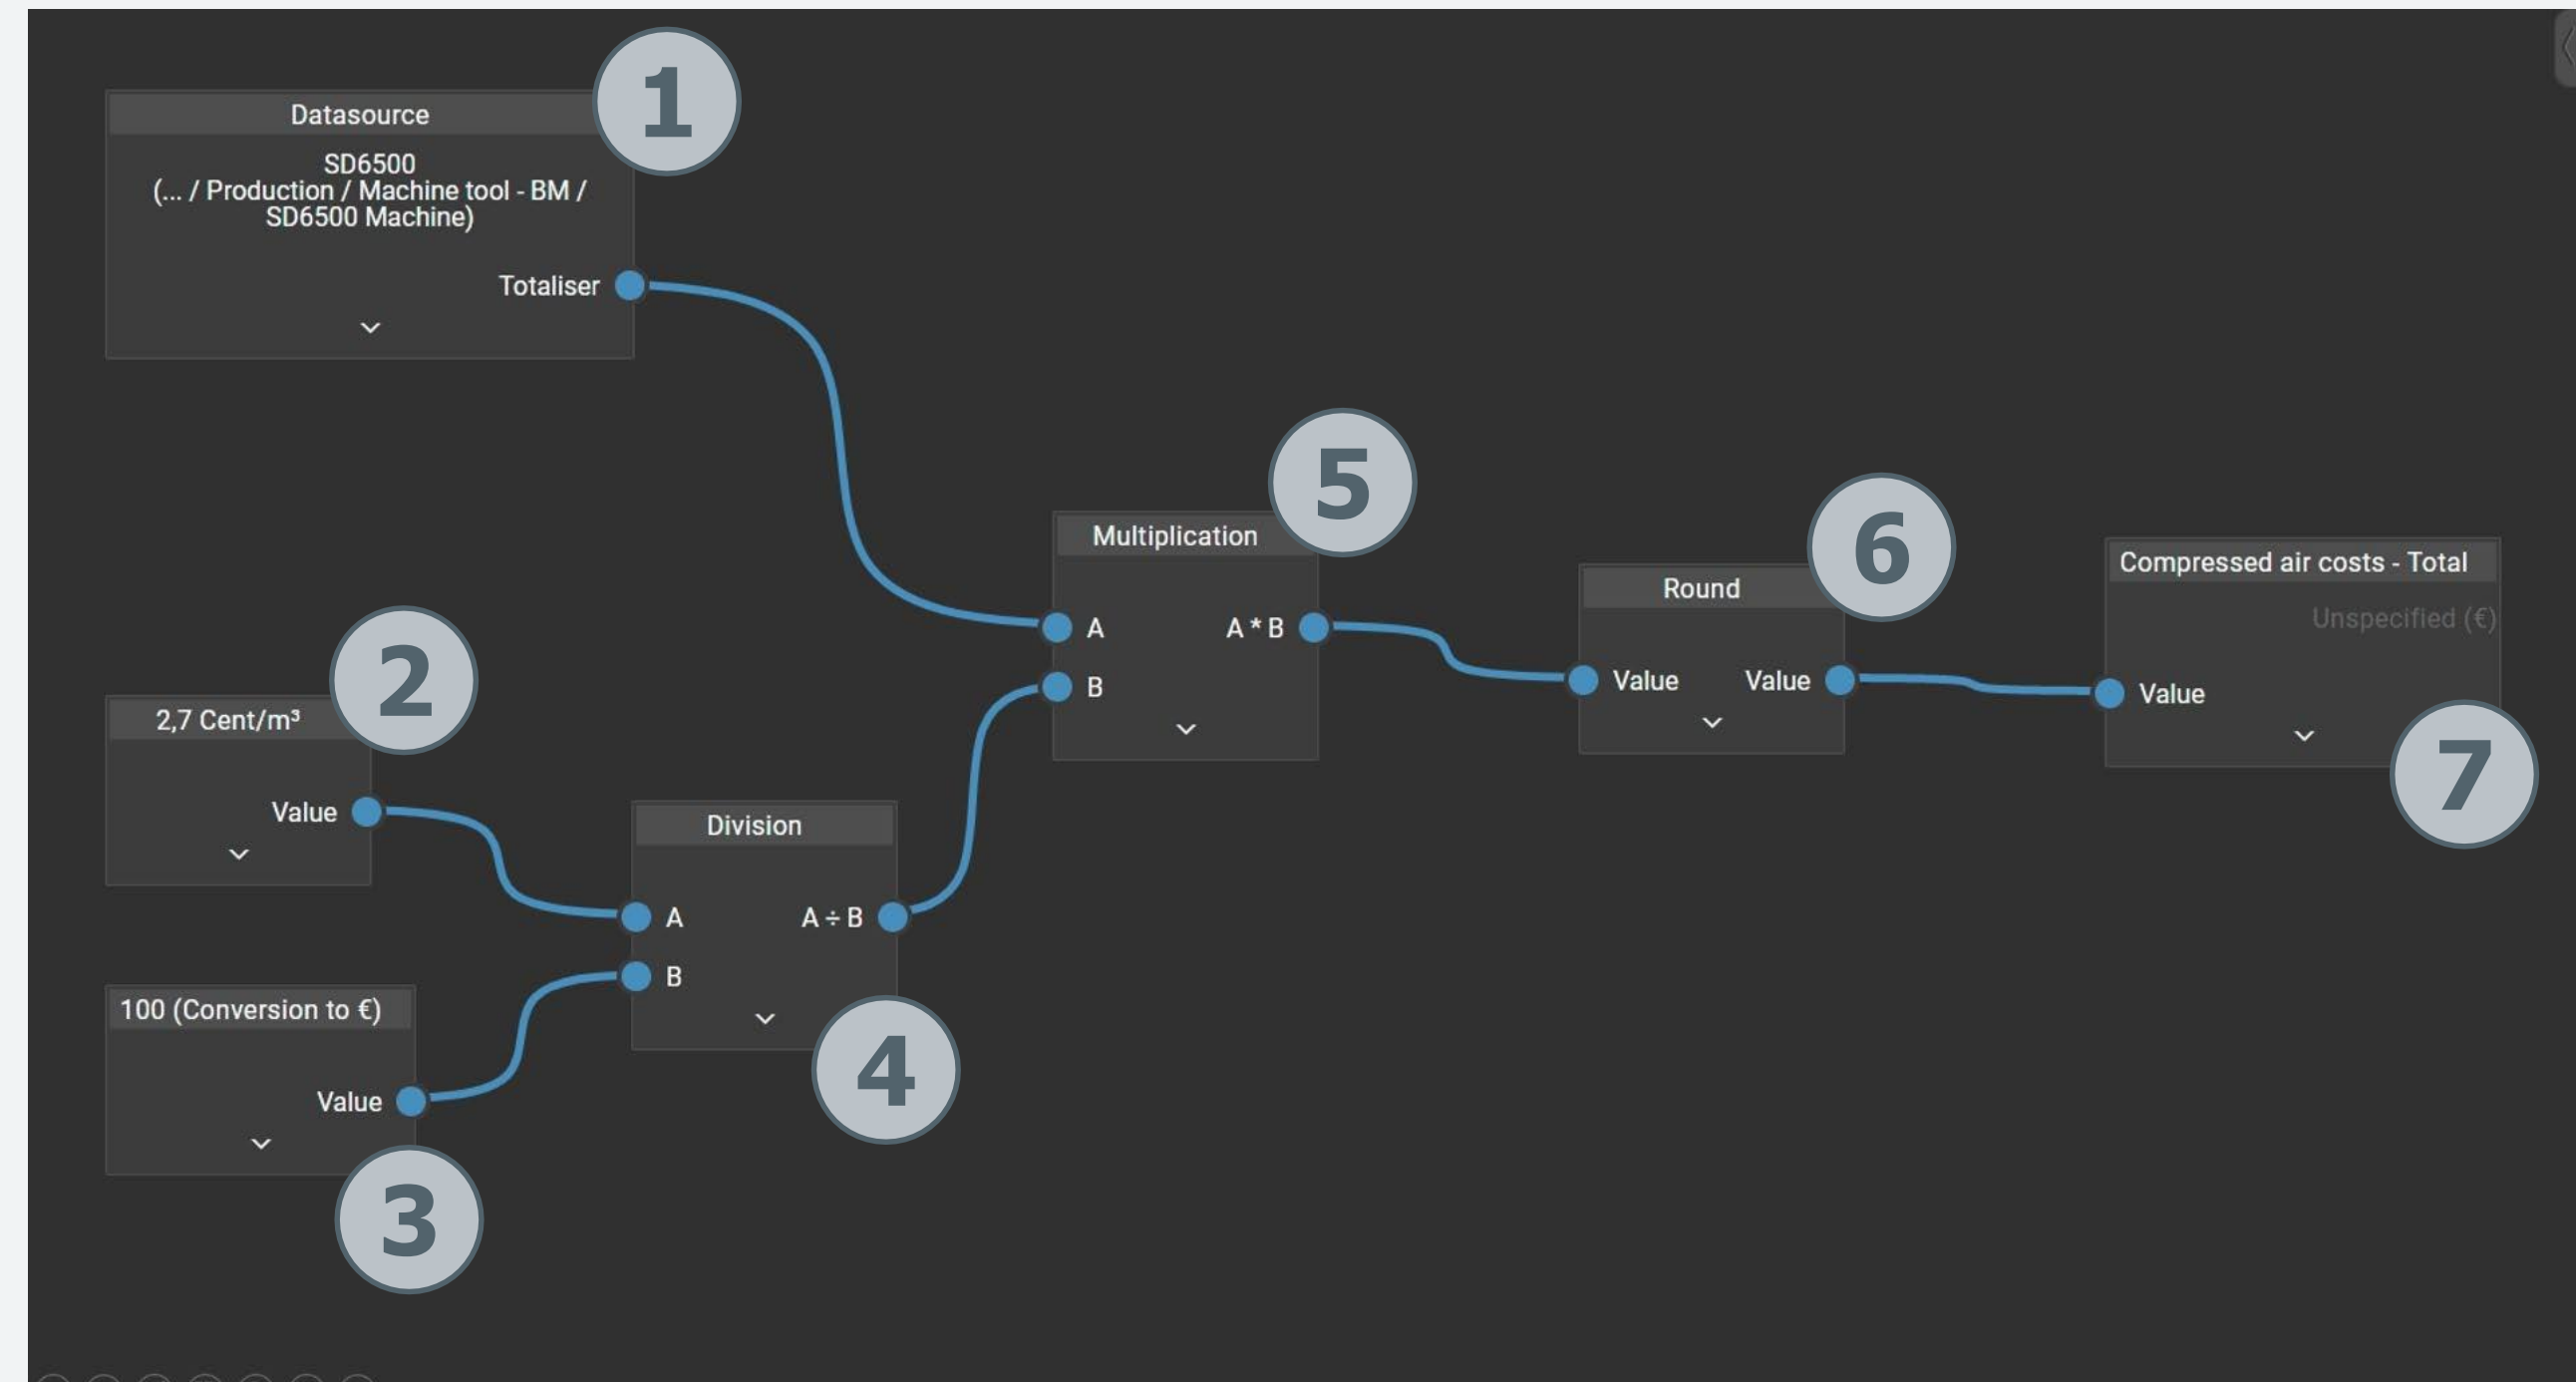 1
Datasource
SD6500
(... / Production / Machine tool - BM /
SD6500 Machine)
Totaliser
2
2,7 Cent/m³
Value
3
100 (Conversion to €)
Value
4
Division
A
A ÷ B
B
5
Multiplication
A
A * B
B
6
Round
Value
Value
7
Compressed air costs - Total
Unspecified (€)
Value